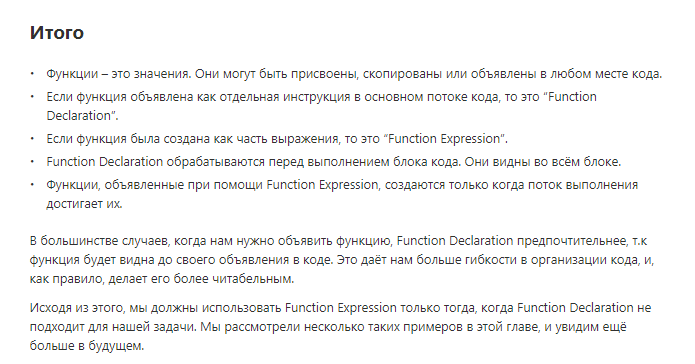 Итого
• Функции – это значения. Они могут быть присвоены, скопированы или объявлены в любом месте кода.
• Если функция объявлена как отдельная инструкция в основном потоке кода, то это “Function
Declaration”.
• Если функция была создана как часть выражения, то это “Function Expression”.
• Function Declaration обрабатываются перед выполнением блока кода. Они видны во всём блоке.
• Функции, объявленные при помощи Function Expression, создаются только когда поток выполнения
достигает их.
В большинстве случаев, когда нам нужно объявить функцию, Function Declaration предпочтительнее, т.к
функция будет видна до своего объявления в коде. Это даёт нам больше гибкости в организации кода, и,
как правило, делает его более читабельным.
Исходя из этого, мы должны использовать Function Expression только тогда, когда Function Declaration не
подходит для нашей задачи. Мы рассмотрели несколько таких примеров в этой главе, и увидим ещё
больше в будущем.